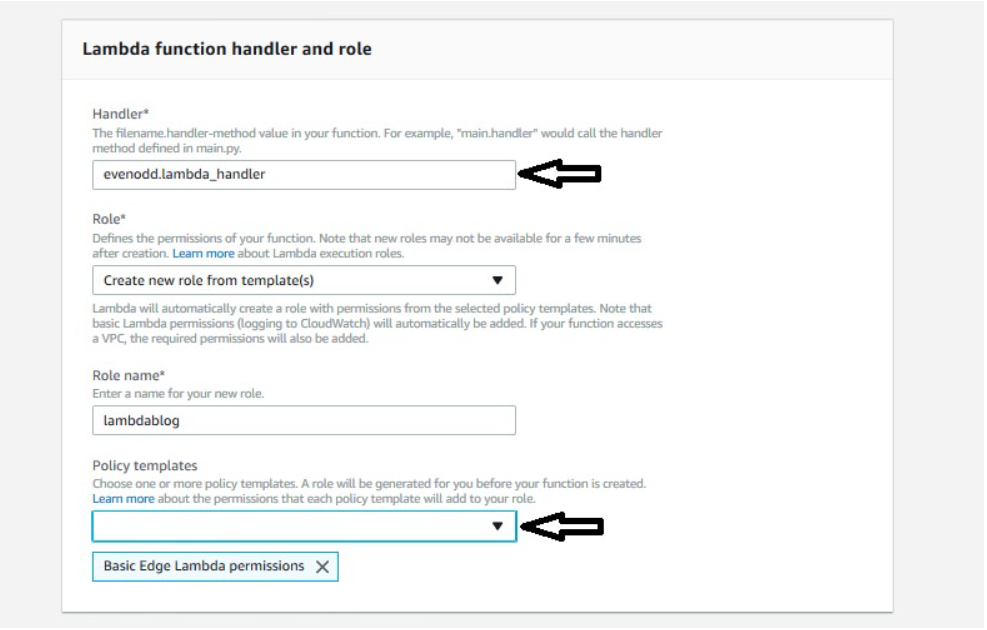 Lambda function handler and role
Handler*
The filename.handler-method value in your function. For example, "main.handler" would call the handler
method defined in main.py.
evenodd.lambda_handler
Role*
Defines the permissions of your function. Note that new roles may not be available for a few minutes
after creation. Learn more about Lambda execution roles.
Create new role from template(s)
Lambda will automatically create a role with permissions from the selected policy templates. Note that
basic Lambda permissions (logging to CloudWatch) will automatically be added. If your function accesses
a VPC, the required permissions will also be added.
Role name*
Enter a name for your new role.
lambdablog
Policy templates
Choose one or more policy templates. A role will be generated for you before your function is created.
Learn more about the permissions that each policy template will add to your role.
Basic Edge Lambda permissions